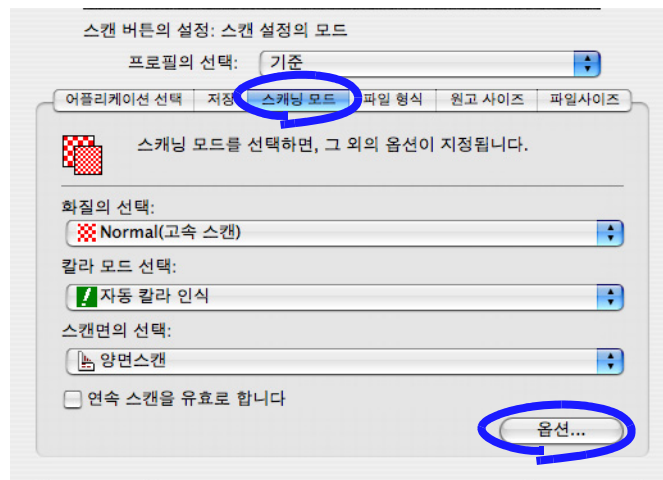 스캔 버튼의 설정: 스캔 설정의 모드
프로필의 선택: 기준
어플리케이션 선택 저장 스캐닝 모드 파일 형식 원고 사이즈 파일사이즈
스캐닝 모드를 선택하면, 그 외의 옵션이 지정됩니다.
화질의 선택:
Normal(고속 스캔)
칼라 모드 선택:
자동 칼라 인식
스캔면의 선택:
양면스캔
연속 스캔을 유효로 합니다
옵션...